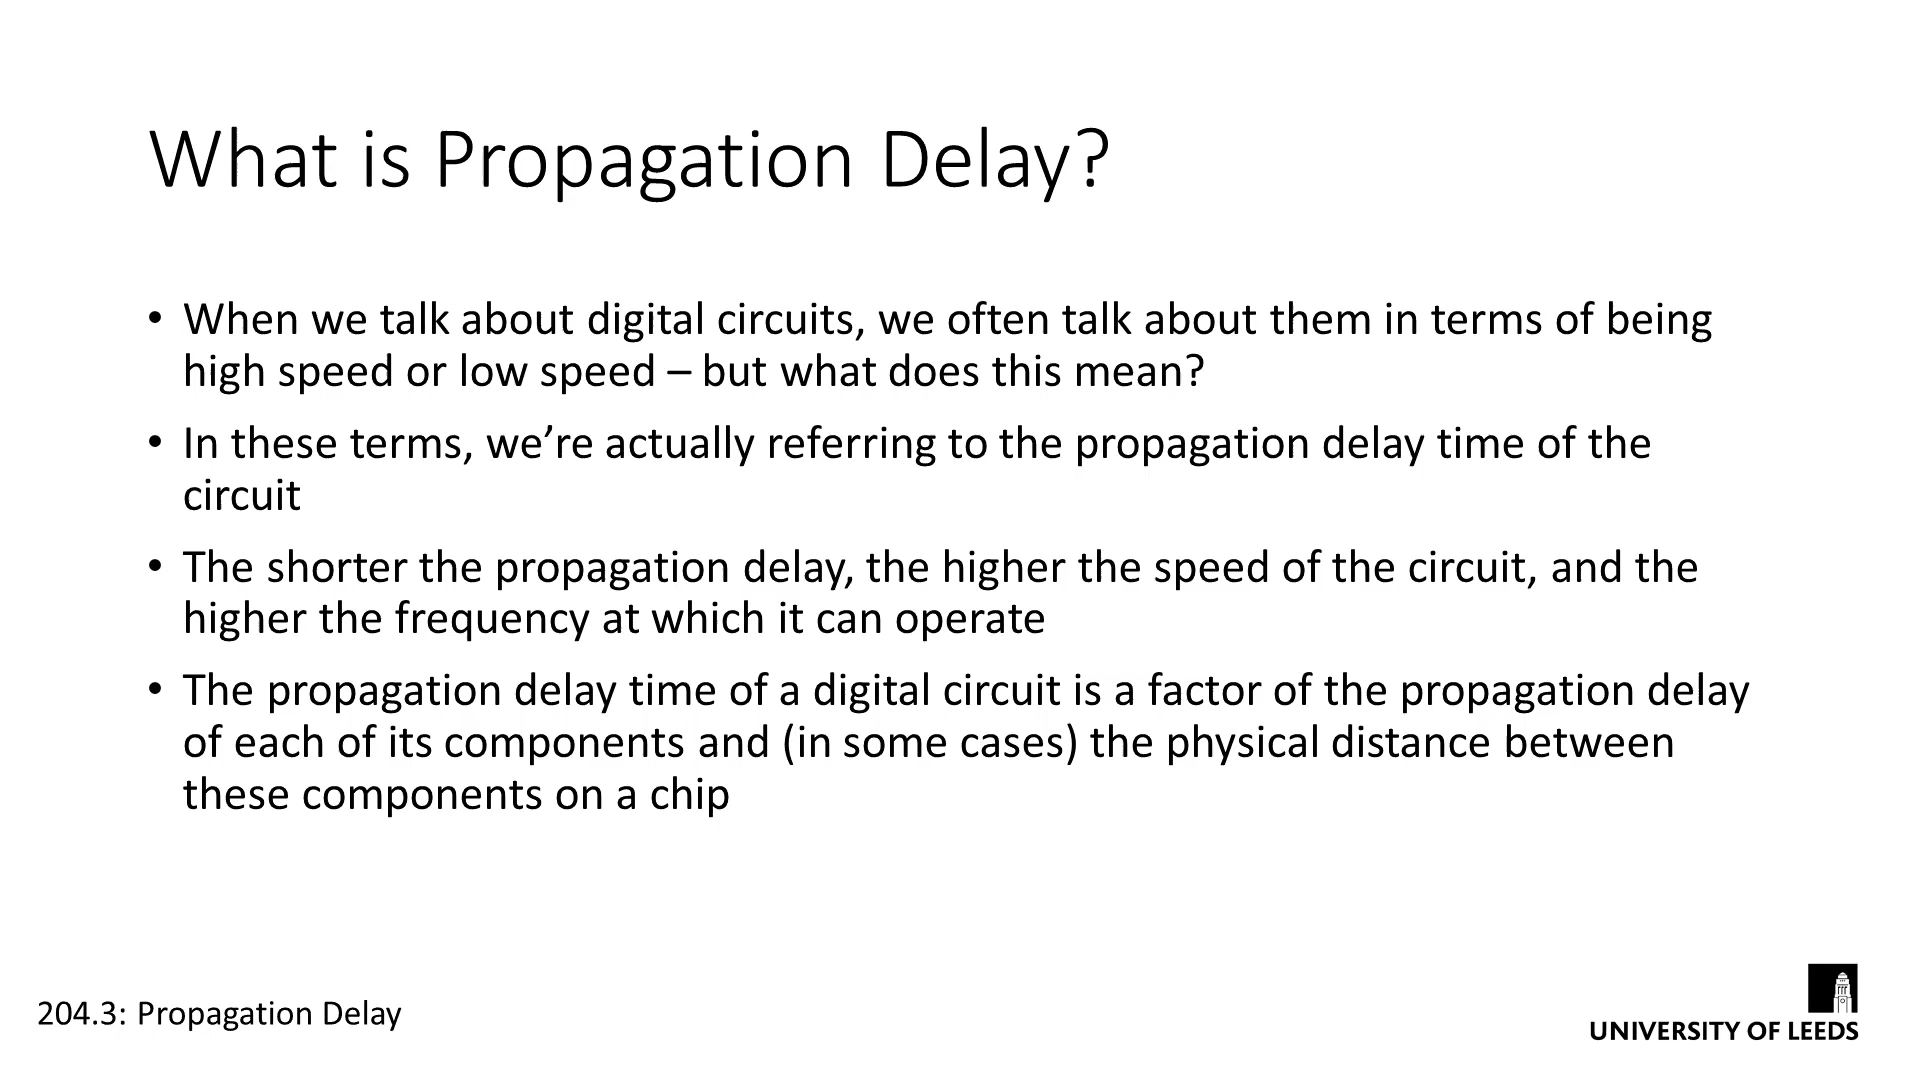 What is Propagation Delay?
• When we talk about digital circuits, we often talk about them in terms of being
high speed or low speed – but what does this mean?
• In these terms, we’re actually referring to the propagation delay time of the
circuit
• The shorter the propagation delay, the higher the speed of the circuit, and the
higher the frequency at which it can operate
• The propagation delay time of a digital circuit is a factor of the propagation delay
of each of its components and (in some cases) the physical distance between
these components on a chip
204.3: Propagation Delay
UNIVERSITY OF LEEDS